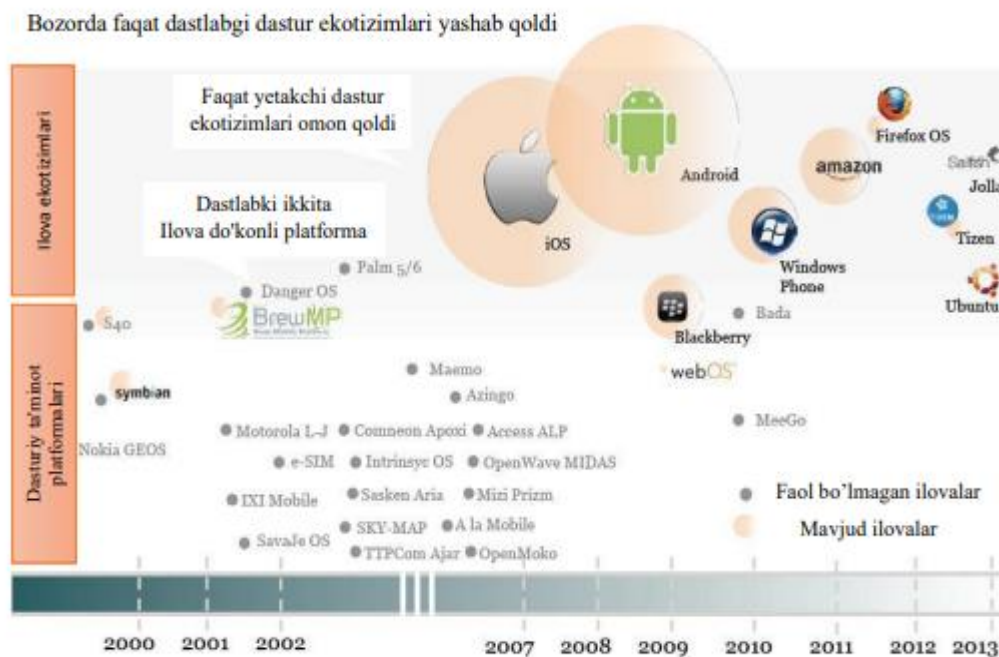 Bozorda faqat dastlabgi dastur ekotizimlari yashab qoldi
Ilova ekotizimlari
Faqat yetakchi dastur
ekotizimlari omon qoldi
Dastlabki ikkita
Ilova do'konli platforma
iOS
Android
Firefox OS
amazon
Sailfish
Jolla
Tizen
Windows
Phone
Ubuntu
Palm 5/6
Danger OS
BrewMP
Blackberry
Bada
webOS
Dasturiy ta'minot
platformalari
S40
symbian
Nokia GEOS
Maemo
Azingo
MeeGo
Motorola L-J
Comneon Apoxi
Access ALP
e-SIM
Intrinsyc OS
OpenWave MIDAS
IXI Mobile
Sasken Aria
Mizi Prizm
SKY-MAP
A la Mobile
SavaJe OS
TTPCom Ajar
OpenMoko
Faol bo’lmagan ilovalar
Mavjud ilovalar
2000 2001 2002 2007 2008 2009 2010 2011 2012 2013